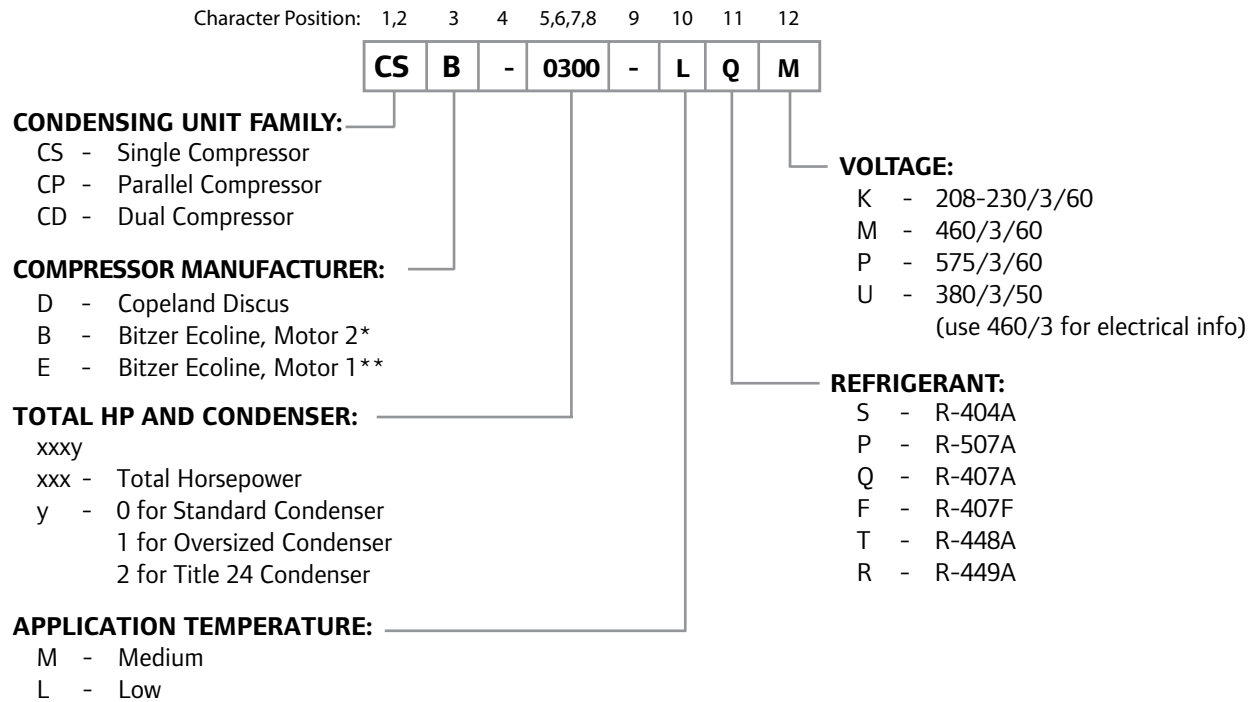 Character Position: 1,2 3 4 5,6,7,8 9 10 11 12
CS B - 0300 - L Q M
CONDENSING UNIT FAMILY:
CS - Single Compressor
CP - Parallel Compressor
CD - Dual Compressor
COMPRESSOR MANUFACTURER:
D - Copeland Discus
B - Bitzer Ecoline, Motor 2*
E - Bitzer Ecoline, Motor 1**
TOTAL HP AND CONDENSER:
xxxy
xxx - Total Horsepower
y - 0 for Standard Condenser
1 for Oversized Condenser
2 for Title 24 Condenser
APPLICATION TEMPERATURE:
M - Medium
L - Low
VOLTAGE:
K - 208-230/3/60
M - 460/3/60
P - 575/3/60
U - 380/3/50
(use 460/3 for electrical info)
REFRIGERANT:
S - R-404A
P - R-507A
Q - R-407A
F - R-407F
T - R-448A
R - R-449A